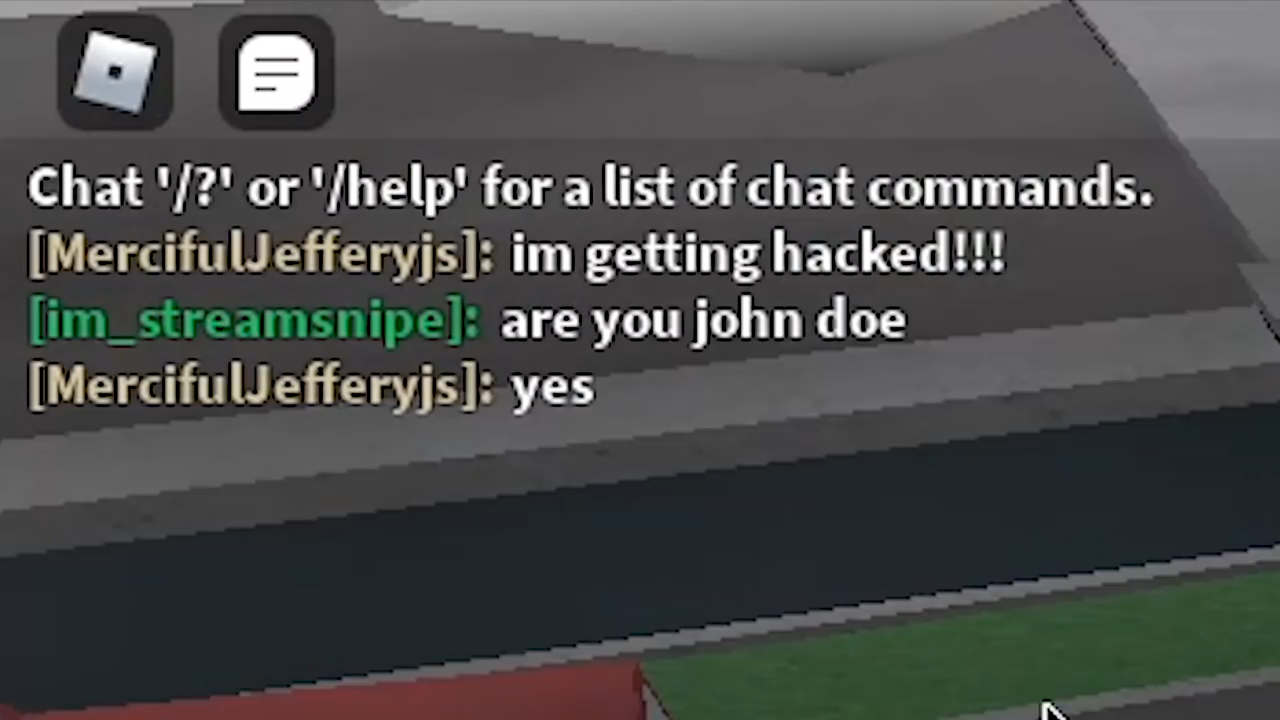 Chat '/?' or '/help' for a list of chat commands.
[MercifulJefferyjs]: im getting hacked!!!
[im_streamsnipe]: are you john doe
[MercifulJefferyjs]: yes